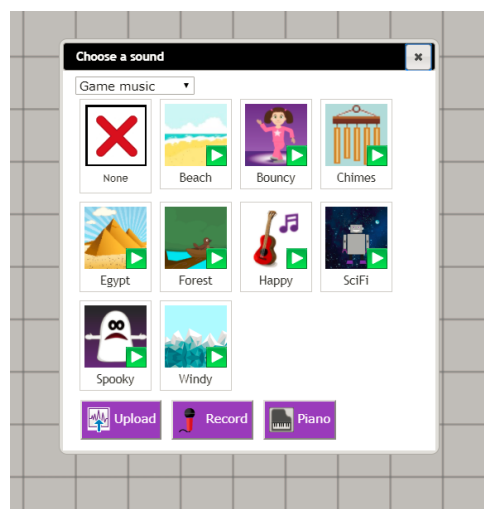 Choose a sound
Game music
None
Beach
Bouncy
Chimes
Egypt
Forest
Happy
SciFi
Spooky
Windy
Upload
Record
Piano